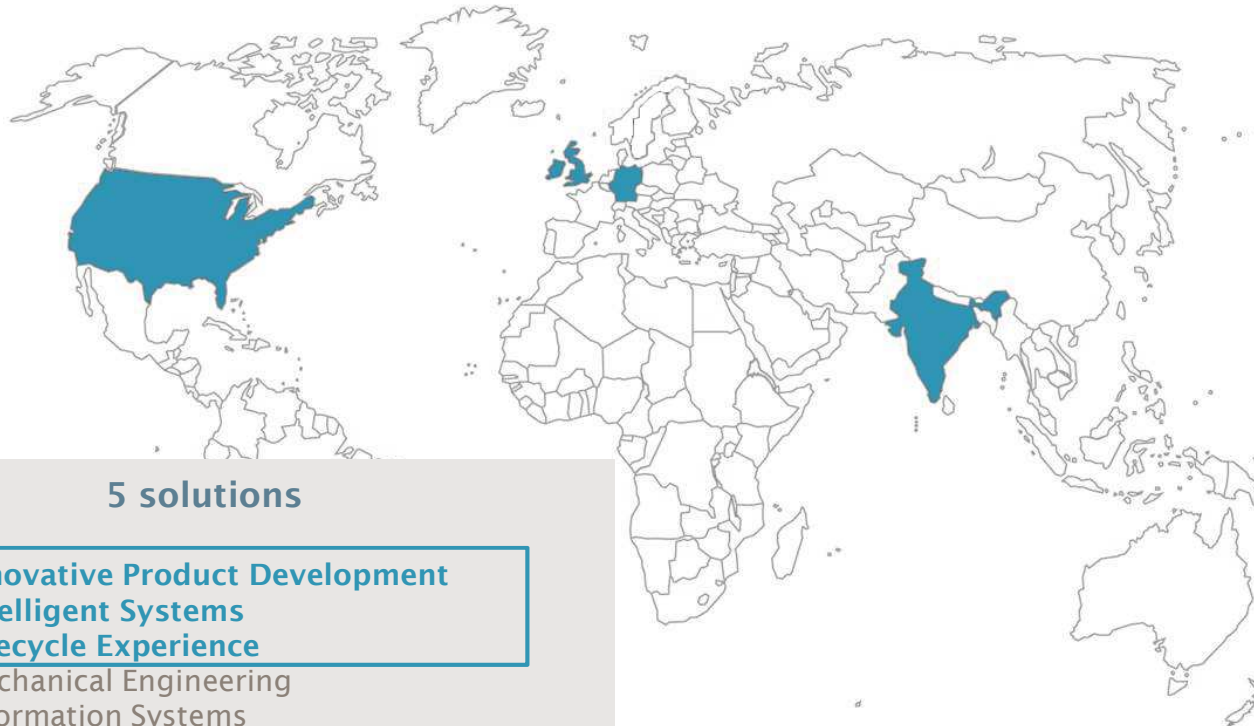 5 solutions
novative Product Development
elligent Systems
ecycle Experience
chanical Engineering
ormation Systems